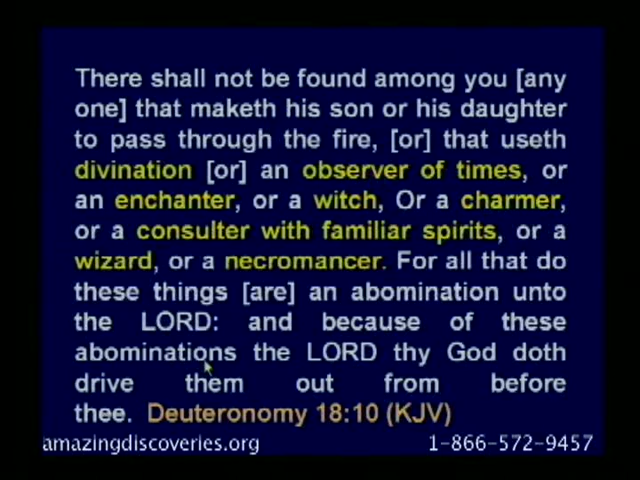 There shall not be found among you [any
one] that maketh his son or his daughter
to pass through the fire, [or] that useth
divination [or] an observer of times, or
an enchanter, or a witch, Or a charmer,
or a consulter with familiar spirits, or a
wizard, or a necromancer. For all that do
these things [are] an abomination unto
the LORD: and because of these
abominations the LORD thy God doth
drive them out from before
thee. Deuteronomy 18:10 (KJV)
amazingdiscoveries.org 1-866-572-9457